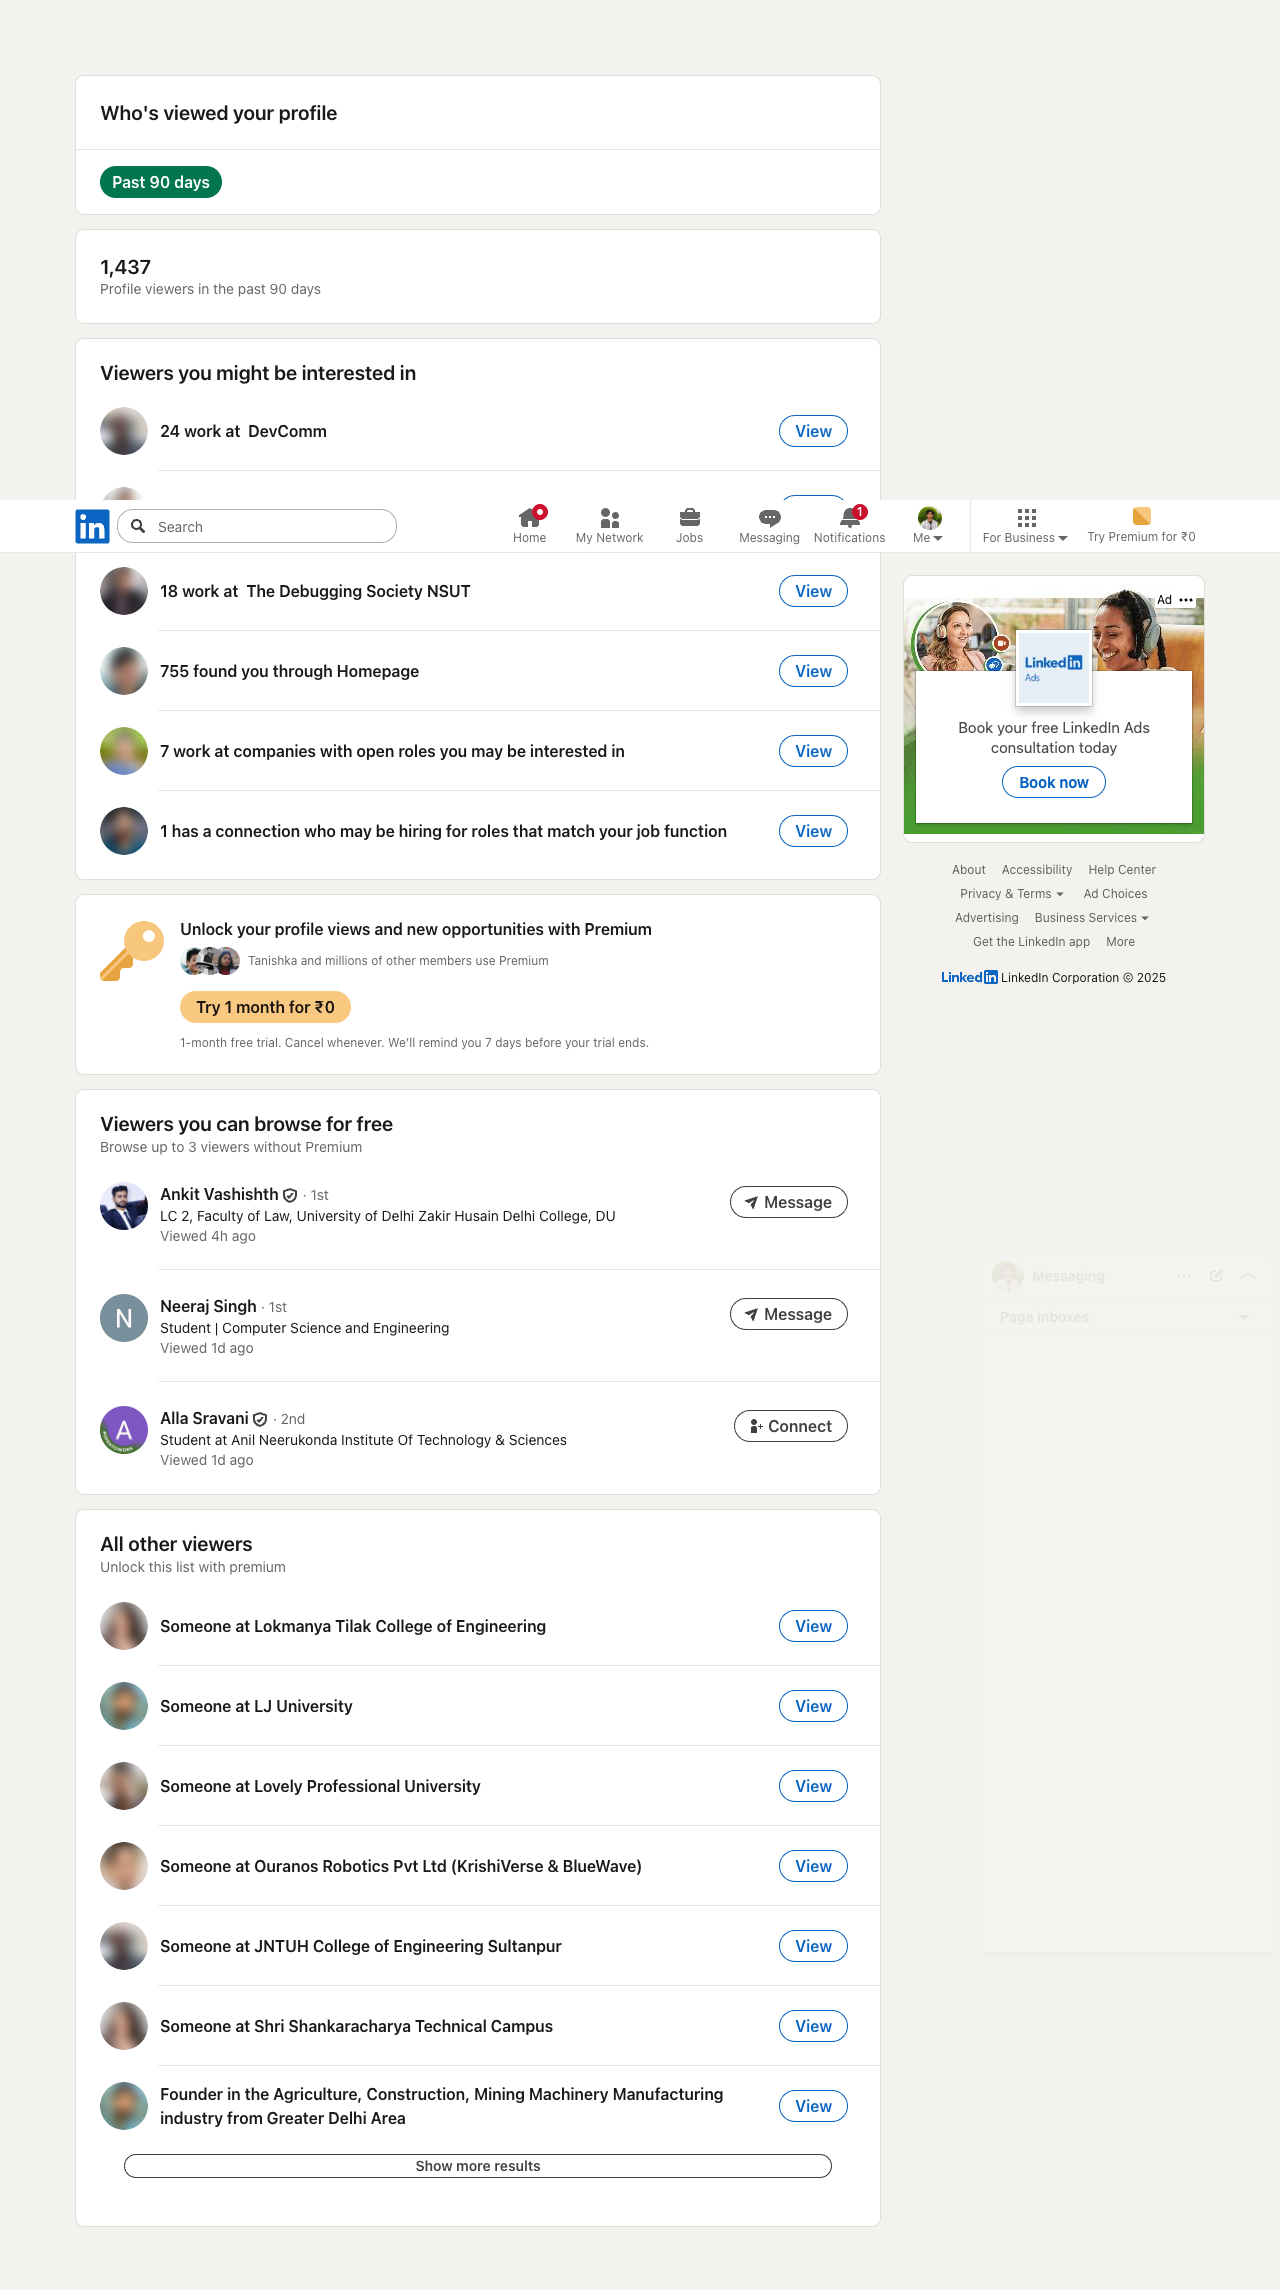 Who's viewed your profile
Past 90 days
1,437
Profile viewers in the past 90 days
Viewers you might be interested in
24 work at DevComm
View
in
Search
Home
My Network
Jobs
Messaging
1
Notifications
Me
For Business
Try Premium for ₹0
18 work at The Debugging Society NSUT
View
755 found you through Homepage
View
7 work at companies with open roles you may be interested in
View
1 has a connection who may be hiring for roles that match your job function
View
Ad
Linkedin
Ads
Book your free LinkedIn Ads
consultation today
Book now
About Accessibility Help Center
Privacy & Terms Ad Choices
Advertising Business Services
Get the LinkedIn app More
Linkedin LinkedIn Corporation © 2025
Unlock your profile views and new opportunities with Premium
Tanishka and millions of other members use Premium
Try 1 month for ₹0
1-month free trial. Cancel whenever. We'll remind you 7 days before your trial ends.
Viewers you can browse for free
Browse up to 3 viewers without Premium
Ankit Vashishth · 1st
LC 2, Faculty of Law, University of Delhi Zakir Husain Delhi College, DU
Viewed 4h ago
Message
N
Neeraj Singh · 1st
Student | Computer Science and Engineering
Viewed 1d ago
Message
A
#OPENTOWORK
Alla Sravani · 2nd
Student at Anil Neerukonda Institute Of Technology & Sciences
Viewed 1d ago
Connect
Messaging
Page inboxes
All other viewers
Unlock this list with premium
Someone at Lokmanya Tilak College of Engineering
View
Someone at LJ University
View
Someone at Lovely Professional University
View
Someone at Ouranos Robotics Pvt Ltd (KrishiVerse & BlueWave)
View
Someone at JNTUH College of Engineering Sultanpur
View
Someone at Shri Shankaracharya Technical Campus
View
Founder in the Agriculture, Construction, Mining Machinery Manufacturing
industry from Greater Delhi Area
View
Show more results